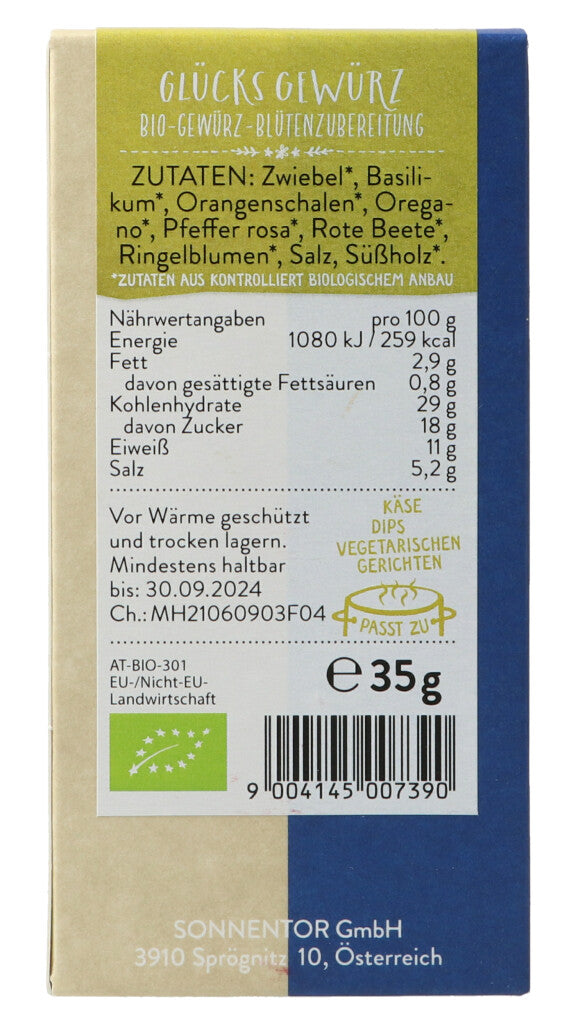 GLÜCKS GEWÜRZ
BIO-GEWÜRZ-BLÜTENZUBEREITUNG
ZUTATEN: Zwiebel*, Basili-
kum*, Orangenschalen*, Orega-
no*, Pfeffer rosa*, Rote Beete*,
Ringelblumen*, Salz, Süßholz*.
*ZUTATEN AUS KONTROLLIERT BIOLOGISCHEM ANBAU
Nährwertangaben pro 100 g
Energie 1080 kJ / 259 kcal
Fett 2,9 g
davon gesättigte Fettsäuren 0,8 g
Kohlenhydrate 29 g
davon Zucker 18 g
Eiweiß 11 g
Salz 5,2 g
Vor Wärme geschützt
und trocken lagern.
Mindestens haltbar
bis: 30.09.2024
Ch.: MH21060903F04
KÄSE
DIPS
VEGETARISCHEN
GERICHTEN
PASST ZU
AT-BIO-301
EU-/Nicht-EU-
Landwirtschaft
℮ 35 g
9 004145 007390
SONNENTOR GmbH
3910 Sprögnitz 10, Österreich